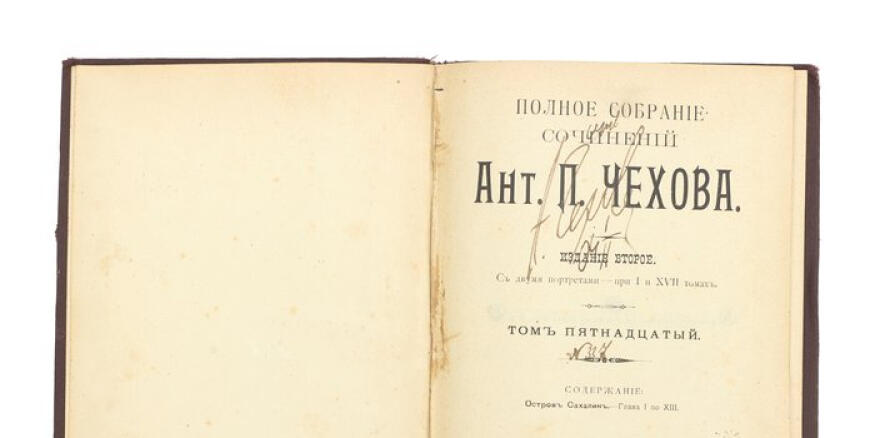 ПОЛНОЕ СОБРАНІЕ
СОЧИНЕНІЙ
Ант. П. ЧЕХОВА.
ИЗДАНІЕ ВТОРОЕ.
Съ двумя портретами—при I и XVII томахъ.
ТОМЪ ПЯТНАДЦАТЫЙ.
СОДЕРЖАНІЕ:
Островъ Сахалинъ.—Глава I по XIII.